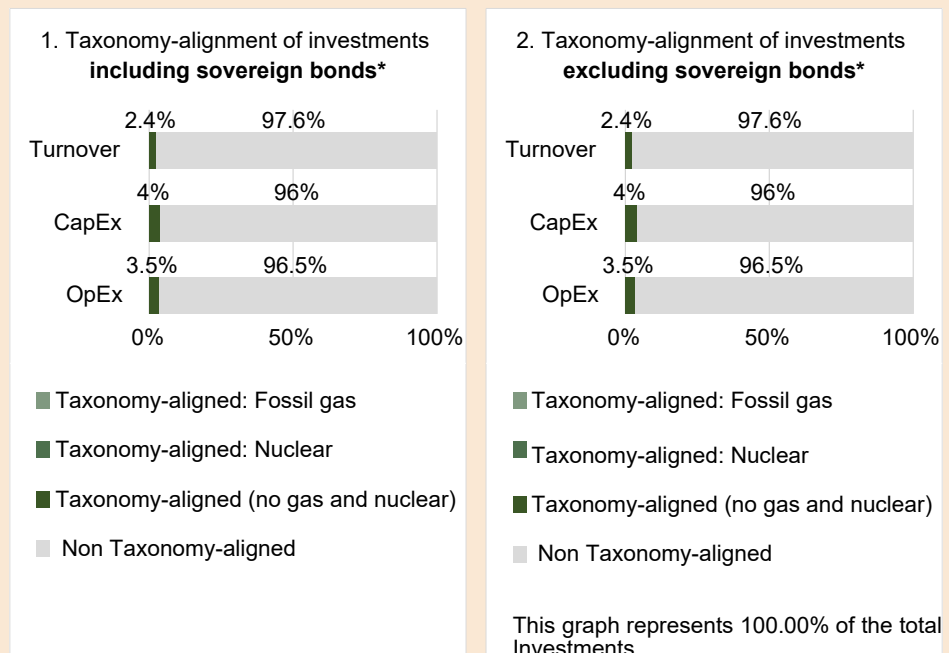 1. Taxonomy-alignment of investments
including sovereign bonds*
2.4% 97.6%
Turnover
4% 96%
CapEx
3.5% 96.5%
OpEx
0% 50% 100%
Taxonomy-aligned: Fossil gas
Taxonomy-aligned: Nuclear
Taxonomy-aligned (no gas and nuclear)
Non Taxonomy-aligned
2. Taxonomy-alignment of investments
excluding sovereign bonds*
2.4% 97.6%
Turnover
4% 96%
CapEx
3.5% 96.5%
OpEx
0% 50% 100%
Taxonomy-aligned: Fossil gas
Taxonomy-aligned: Nuclear
Taxonomy-aligned (no gas and nuclear)
Non Taxonomy-aligned
This graph represents 100.00% of the total
Investments